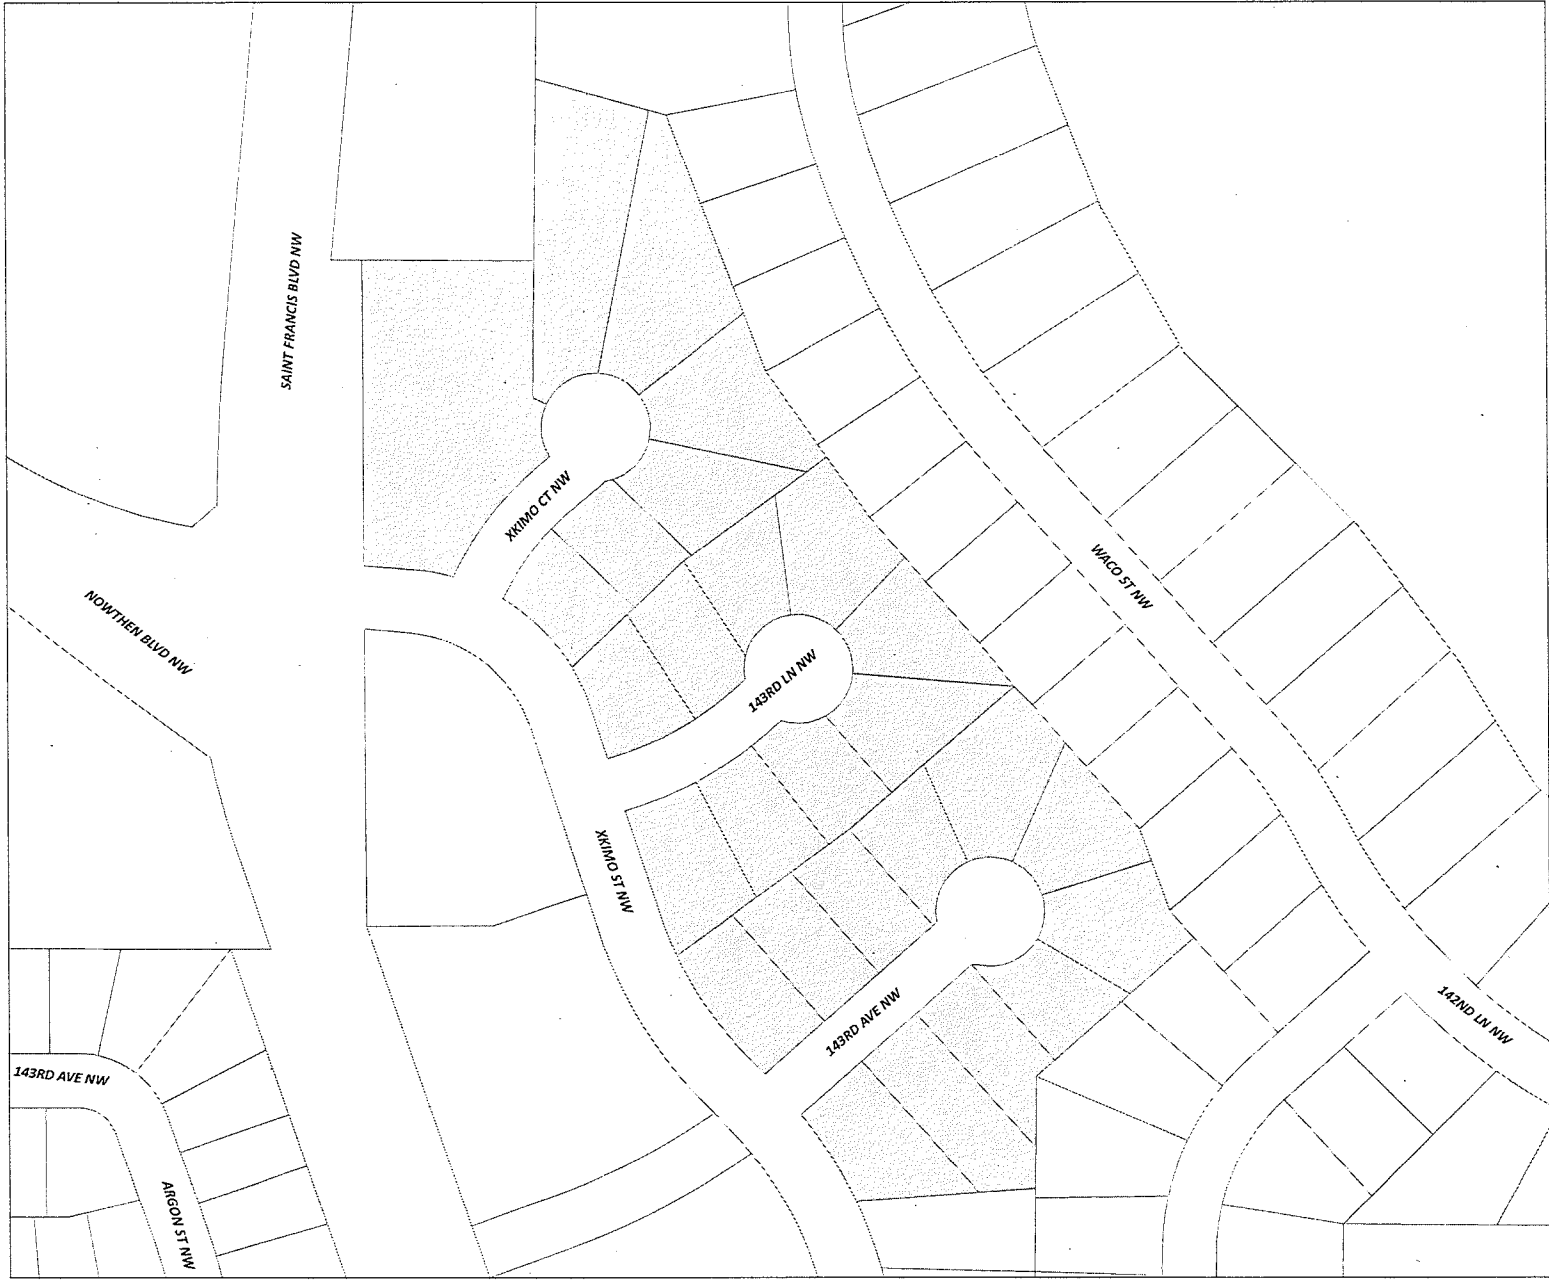 SAINT FRANCIS BLVD NW
XKIMO CT NW
WACO ST NW
NOWTHEN BLVD NW
143RD LN NW
XKIMO ST NW
143RD AVE NW
142ND LN NW
143RD AVE NW
ARGON ST NW